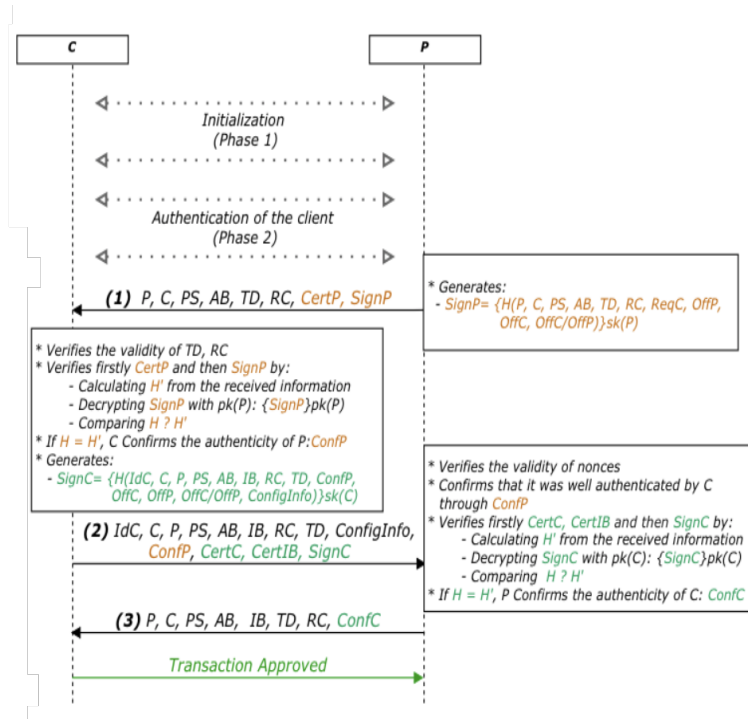 C
P
Initialization
(Phase 1)
Authentication of the client
(Phase 2)
* Generates:
- SignP= {H(P, C, PS, AB, TD, RC, ReqC, OffP,
OffC, OffC/OffP)}sk(P)
(1) P, C, PS, AB, TD, RC, CertP, SignP
* Verifies the validity of TD, RC
* Verifies firstly CertP and then SignP by:
- Calculating H' from the received information
- Decrypting SignP with pk(P): {SignP}pk(P)
- Comparing H ? H'
* If H = H', C Confirms the authenticity of P:ConfP
* Generates:
- SignC= {H(IdC, C, P, PS, AB, IB, RC, TD, ConfP,
OffC, OffP, OffC/OffP, ConfigInfo)}sk(C)
(2) IdC, C, P, PS, AB, IB, RC, TD, ConfigInfo,
ConfP, CertC, CertIB, SignC
* Verifies the validity of nonces
* Confirms that it was well authenticated by C
through ConfP
* Verifies firstly CertC, CertIB and then SignC by:
- Calculating H' from the received information
- Decrypting SignC with pk(C): {SignC}pk(C)
- Comparing H ? H'
* If H = H', P Confirms the authenticity of C: ConfC
(3) P, C, PS, AB, IB, TD, RC, ConfC
Transaction Approved